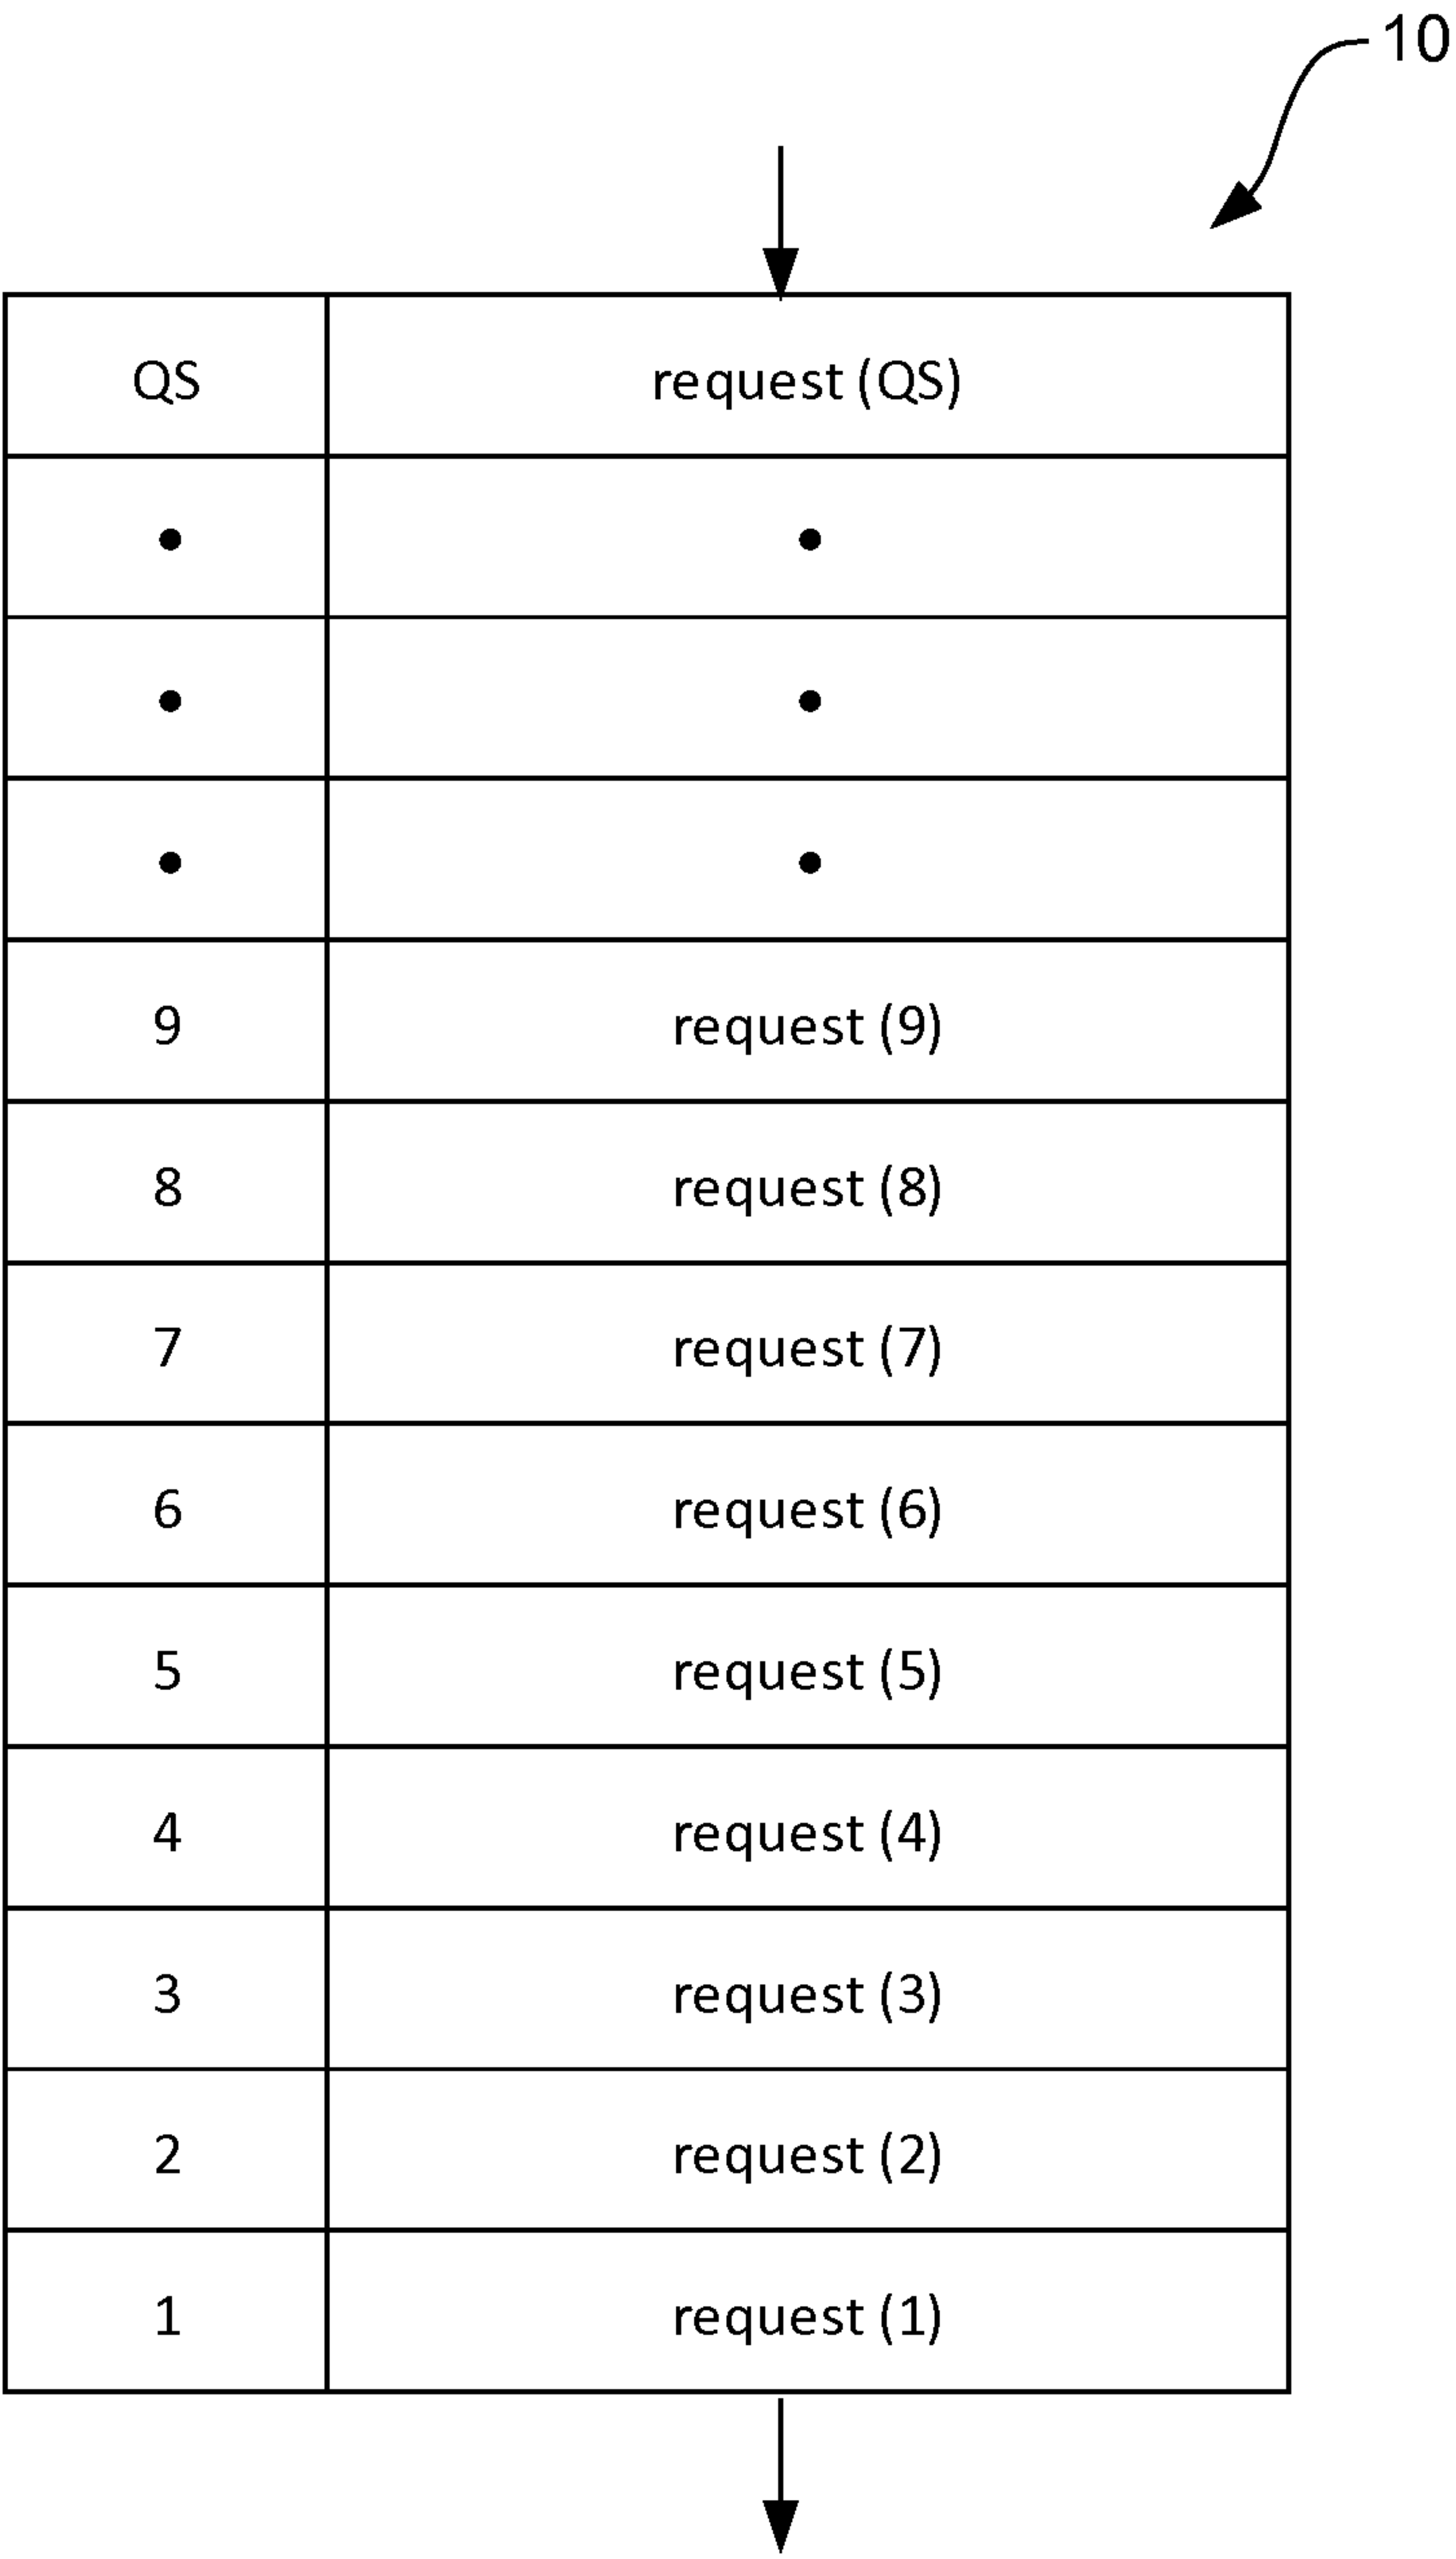 10
QS request (QS)
• •
• •
• •
9 request (9)
8 request (8)
7 request (7)
6 request (6)
5 request (5)
4 request (4)
3 request (3)
2 request (2)
1 request (1)